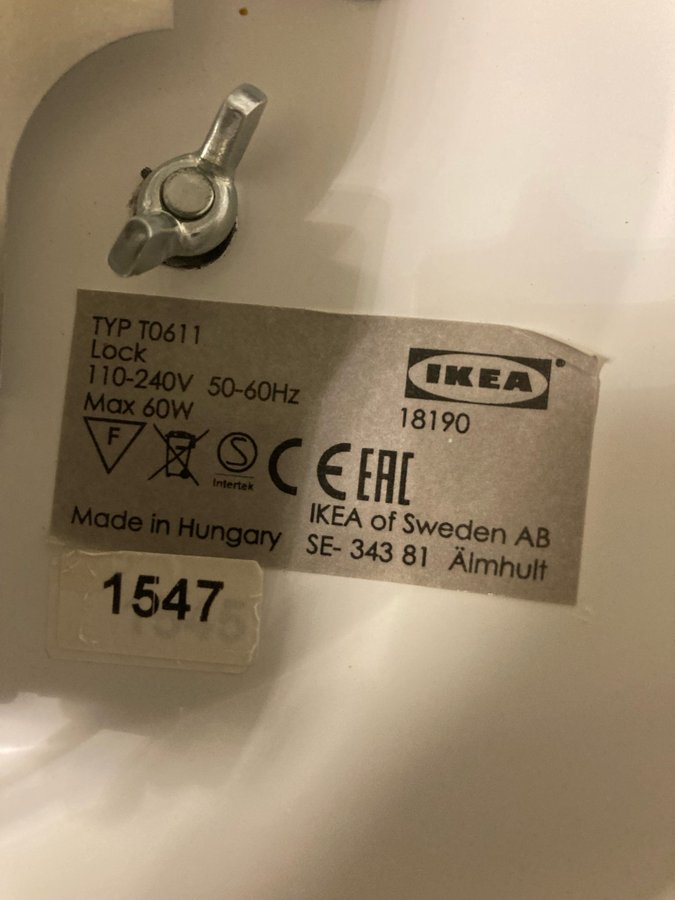 TYP T0611
Lock
110-240V 50-60Hz
Max 60W
F
S
Intertek
CE EAC
IKEA®
18190
Made in Hungary
IKEA of Sweden AB
SE- 343 81 Älmhult
1547